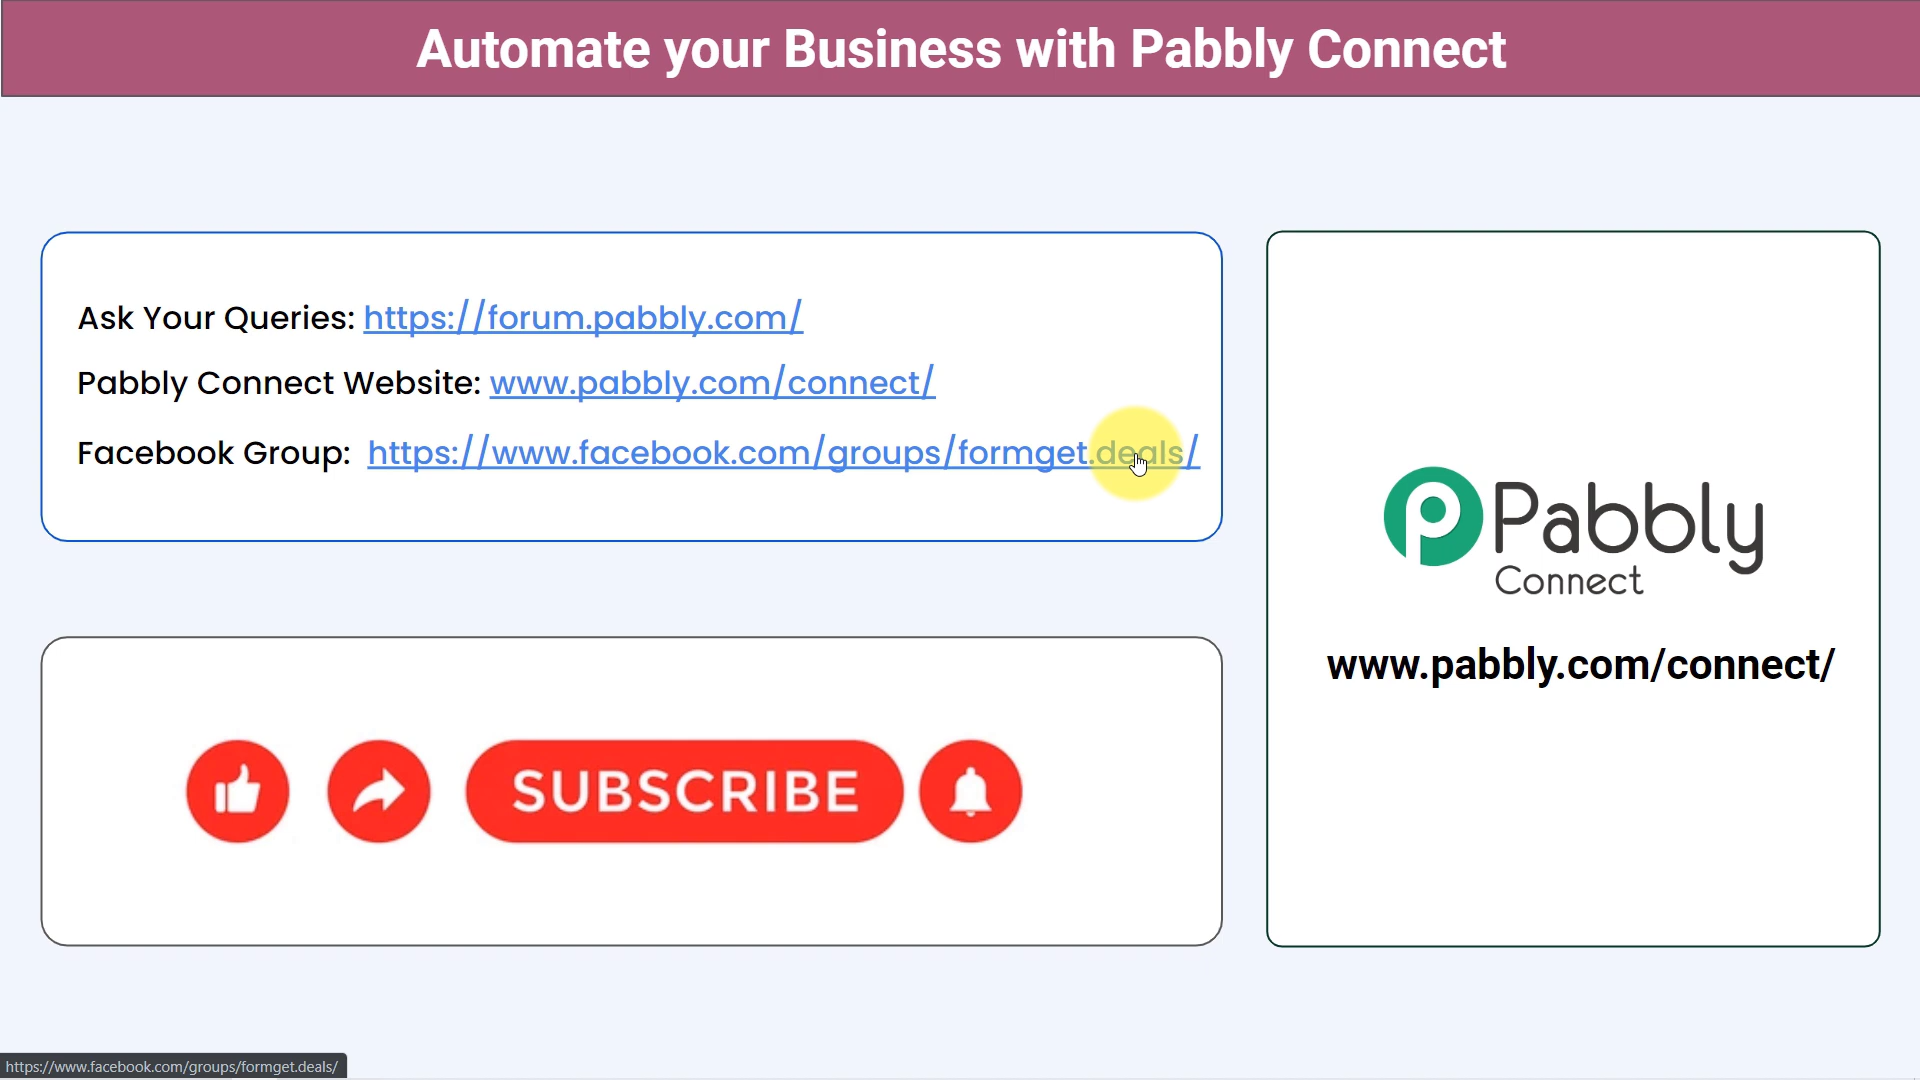 Automate your Business with Pabbly Connect
Ask Your Queries: https://forum.pabbly.com/
Pabbly Connect Website: www.pabbly.com/connect/
Facebook Group: https://www.facebook.com/groups/formget.deals/
Pabbly
Connect
www.pabbly.com/connect/
SUBSCRIBE
https://www.facebook.com/groups/formget.deals/